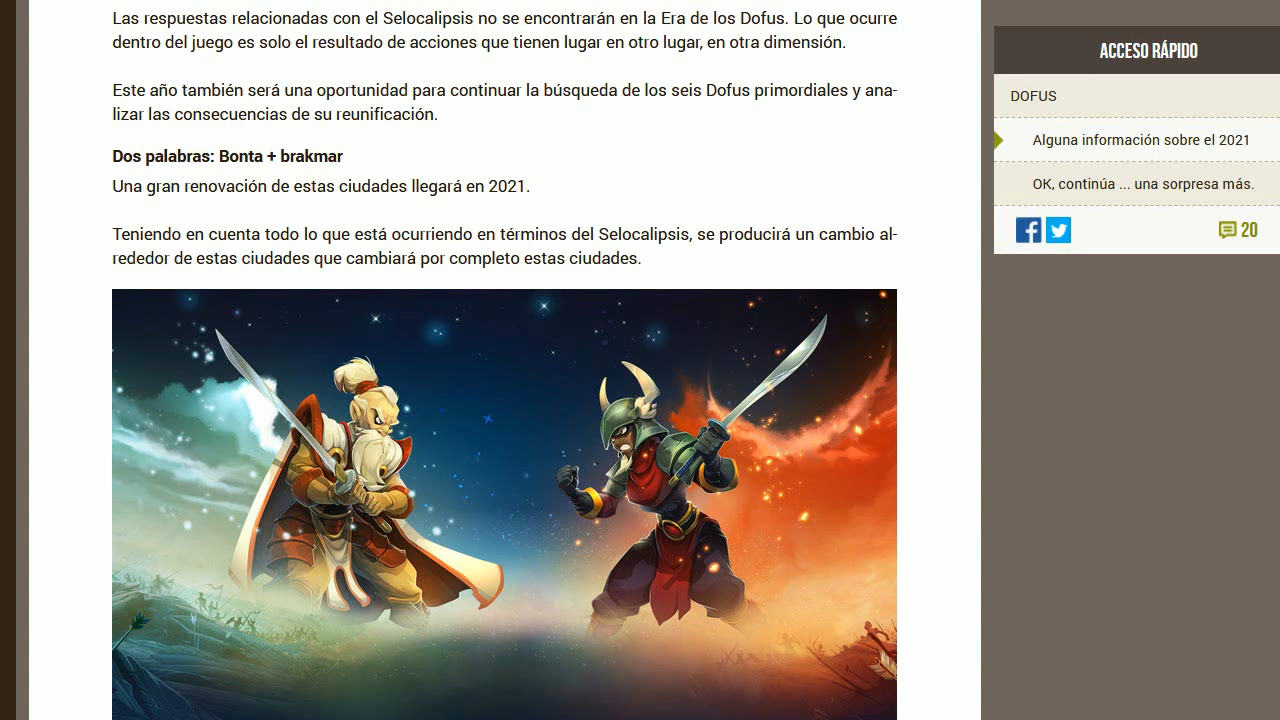 Las respuestas relacionadas con el Selocalipsis no se encontrarán en la Era de los Dofus. Lo que ocurre
dentro del juego es solo el resultado de acciones que tienen lugar en otro lugar, en otra dimensión.
Este año también será una oportunidad para continuar la búsqueda de los seis Dofus primordiales y ana-
lizar las consecuencias de su reunificación.
Dos palabras: Bonta + brakmar
Una gran renovación de estas ciudades llegará en 2021.
Teniendo en cuenta todo lo que está ocurriendo en términos del Selocalipsis, se producirá un cambio al-
rededor de estas ciudades que cambiará por completo estas ciudades.
ACCESO RÁPIDO
DOFUS
Alguna información sobre el 2021
OK, continúa ... una sorpresa más.
20